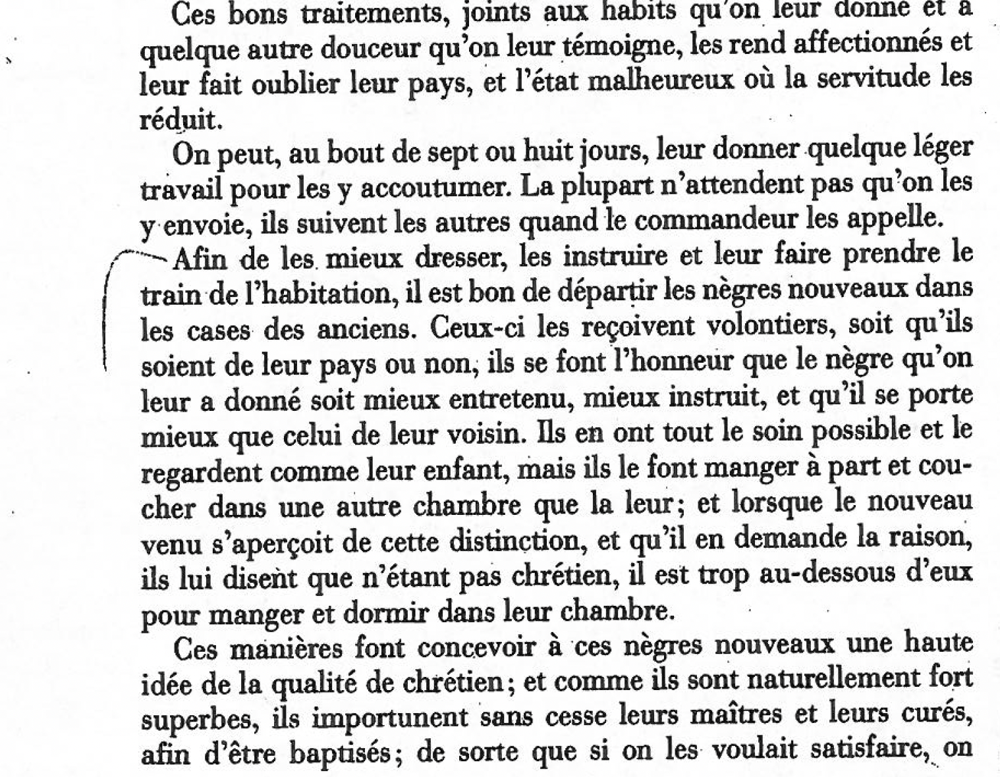 Ces bons traitements, joints aux habits qu'on leur donne et à
quelque autre douceur qu'on leur témoigne, les rend affectionnés et
leur fait oublier leur pays, et l'état malheureux où la servitude les
réduit.
On peut, au bout de sept ou huit jours, leur donner quelque léger
travail pour les y accoutumer. La plupart n'attendent pas qu'on les
y envoie, ils suivent les autres quand le commandeur les appelle.
Afin de les mieux dresser, les instruire et leur faire prendre le
train de l'habitation, il est bon de départir les nègres nouveaux dans
les cases des anciens. Ceux-ci les reçoivent volontiers, soit qu'ils
soient de leur pays ou non, ils se font l'honneur que le nègre qu'on
leur a donné soit mieux entretenu, mieux instruit, et qu'il se porte
mieux que celui de leur voisin. Ils en ont tout le soin possible et le
regardent comme leur enfant, mais ils le font manger à part et cou-
cher dans une autre chambre que la leur; et lorsque le nouveau
venu s'aperçoit de cette distinction, et qu'il en demande la raison,
ils lui disent que n'étant pas chrétien, il est trop au-dessous d'eux
pour manger et dormir dans leur chambre.
Ces manières font concevoir à ces nègres nouveaux une haute
idée de la qualité de chrétien; et comme ils sont naturellement fort
superbes, ils importunent sans cesse leurs maîtres et leurs curés,
afin d'être baptisés; de sorte que si on les voulait satisfaire, on